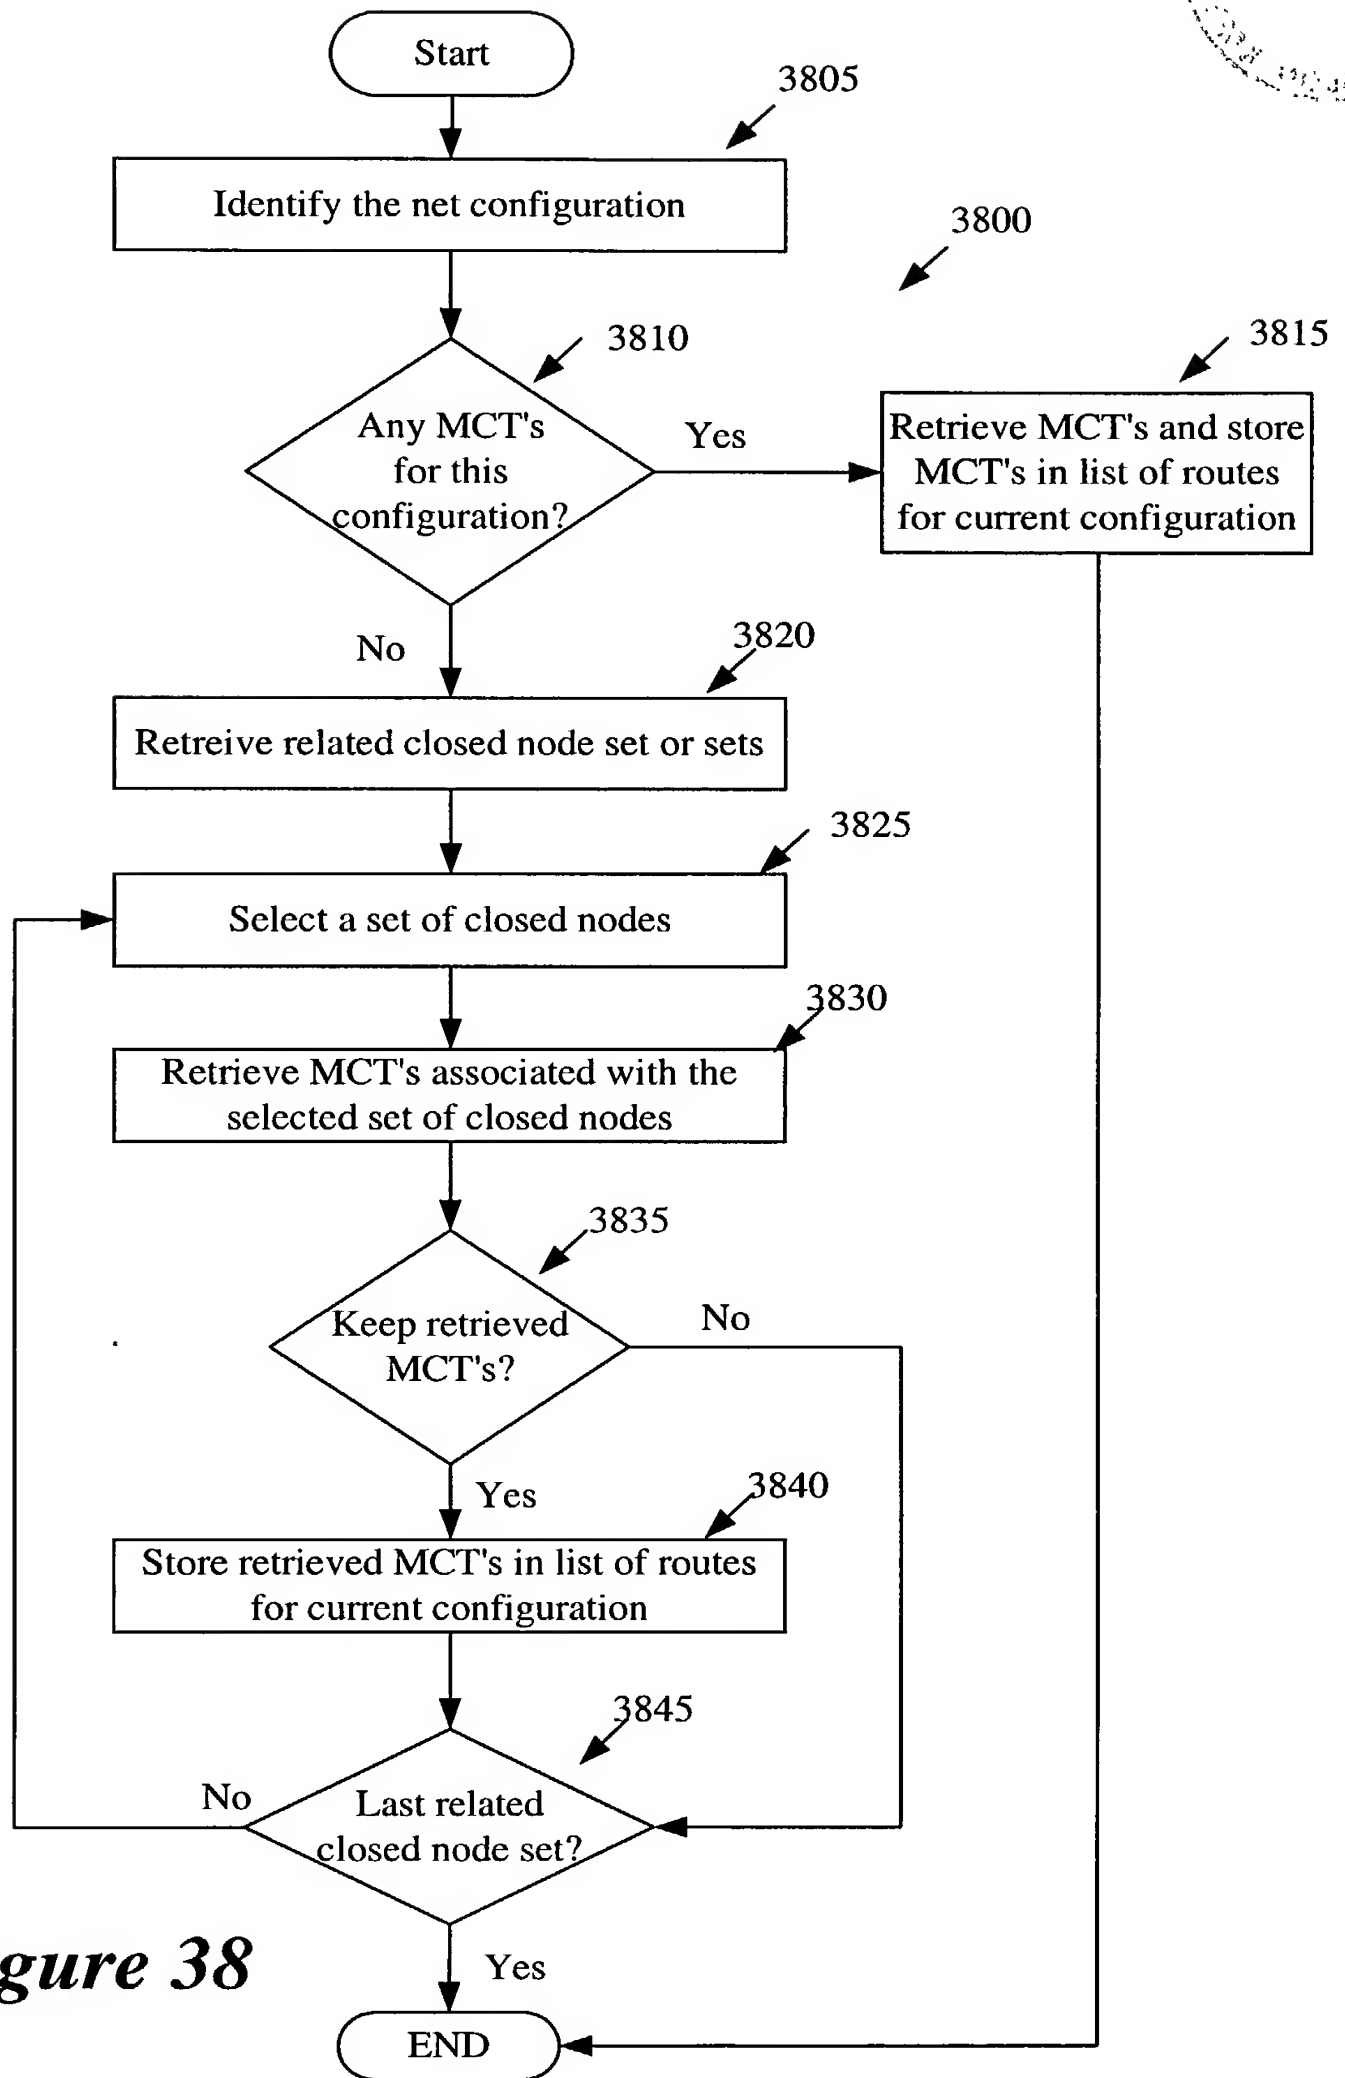 Start
3805
Identify the net configuration
3800
3810
3815
Any MCT's
for this
configuration?
Yes
Retrieve MCT's and store
MCT's in list of routes
for current configuration
No
3820
Retreive related closed node set or sets
3825
Select a set of closed nodes
3830
Retrieve MCT's associated with the
selected set of closed nodes
3835
Keep retrieved
MCT's?
No
Yes
3840
Store retrieved MCT's in list of routes
for current configuration
3845
No
Last related
closed node set?
gure 38
Yes
END